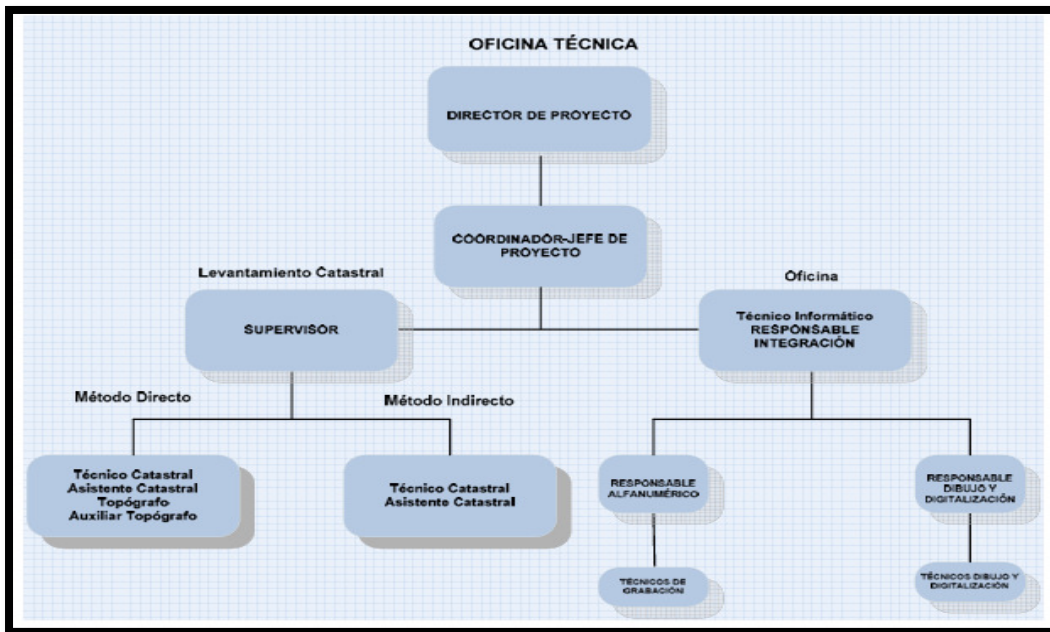 OFICINA TÉCNICA
DIRECTOR DE PROYECTO
COORDINADOR-JEFE DE
PROYECTO
Levantamiento Catastral
Oficina
SUPERVISOR
Técnico Informático
RESPONSABLE
INTEGRACIÓN
Método Directo
Método Indirecto
Técnico Catastral
Asistente Catastral
Topógrafo
Auxiliar Topógrafo
Técnico Catastral
Asistente Catastral
RESPONSABLE
ALFANUMÉRICO
RESPONSABLE
DIBUJO Y
DIGITALIZACIÓN
TÉCNICOS DE
GRABACIÓN
TÉCNICOS DIBUJO Y
DIGITALIZACIÓN